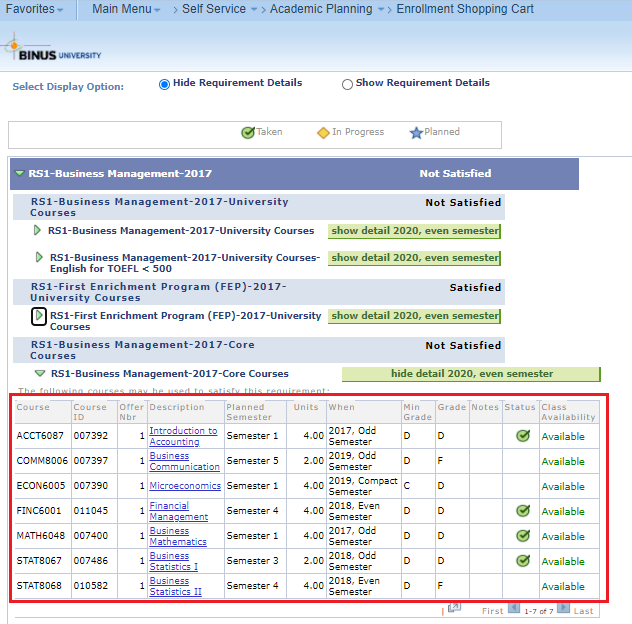 Favorites Main Menu > Self Service > Academic Planning > Enrollment Shopping Cart
BINUS UNIVERSITY
Select Display Option: Hide Requirement Details Show Requirement Details
Taken In Progress Planned
RS1-Business Management-2017 Not Satisfied
RS1-Business Management-2017-University Not Satisfied
Courses
RS1-Business Management-2017-University Courses show detail 2020, even semester
RS1-Business Management-2017-University Courses- show detail 2020, even semester
English for TOEFL < 500
RS1-First Enrichment Program (FEP)-2017- Satisfied
University Courses
RS1-First Enrichment Program (FEP)-2017-University show detail 2020, even semester
Courses
RS1-Business Management-2017-Core Not Satisfied
Courses
RS1-Business Management-2017-Core Courses hide detail 2020, even semester
The following courses may be used to satisfy this requirement:
Course Course Offer Description Planned Units When Min Grade Notes Status Class
ID Nbr Semester Grade Availability
ACCT6087 007392 1 Introduction to Semester 1 4.00 2017, Odd D D Available
Accounting Semester
COMM8006 007397 1 Business Semester 5 2.00 2019, Odd D F Available
Communication Semester
ECON6005 007390 1 Microeconomics Semester 1 4.00 2019, Compact C D Available
Semester
FINC6001 011045 1 Financial Semester 4 4.00 2018, Even D D Available
Management Semester
MATH6048 007400 1 Business Semester 1 4.00 2017, Odd D D Available
Mathematics Semester
STAT8067 007486 1 Business Semester 3 2.00 2018, Odd D D Available
Statistics I Semester
STAT8068 010582 1 Business Semester 4 4.00 2018, Even D F Available
Statistics II Semester
| First 1-7 of 7 Last